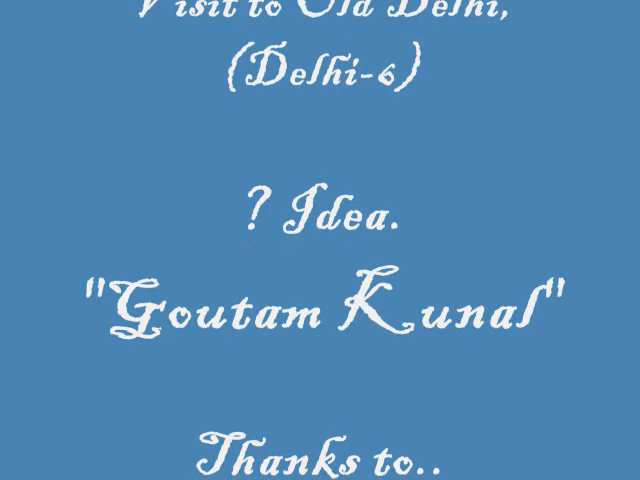 Visit to Old Delhi,
(Delhi-6)
? Idea.
"Goutam Kunal"
Thanks to..